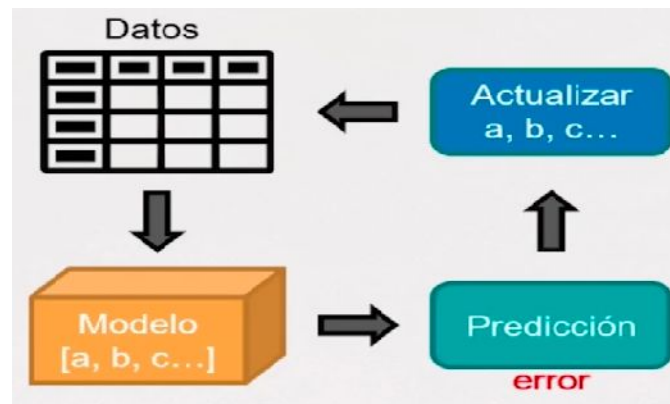 Datos
Actualizar
a, b, c...
Modelo
[a, b, c...]
Predicción
error